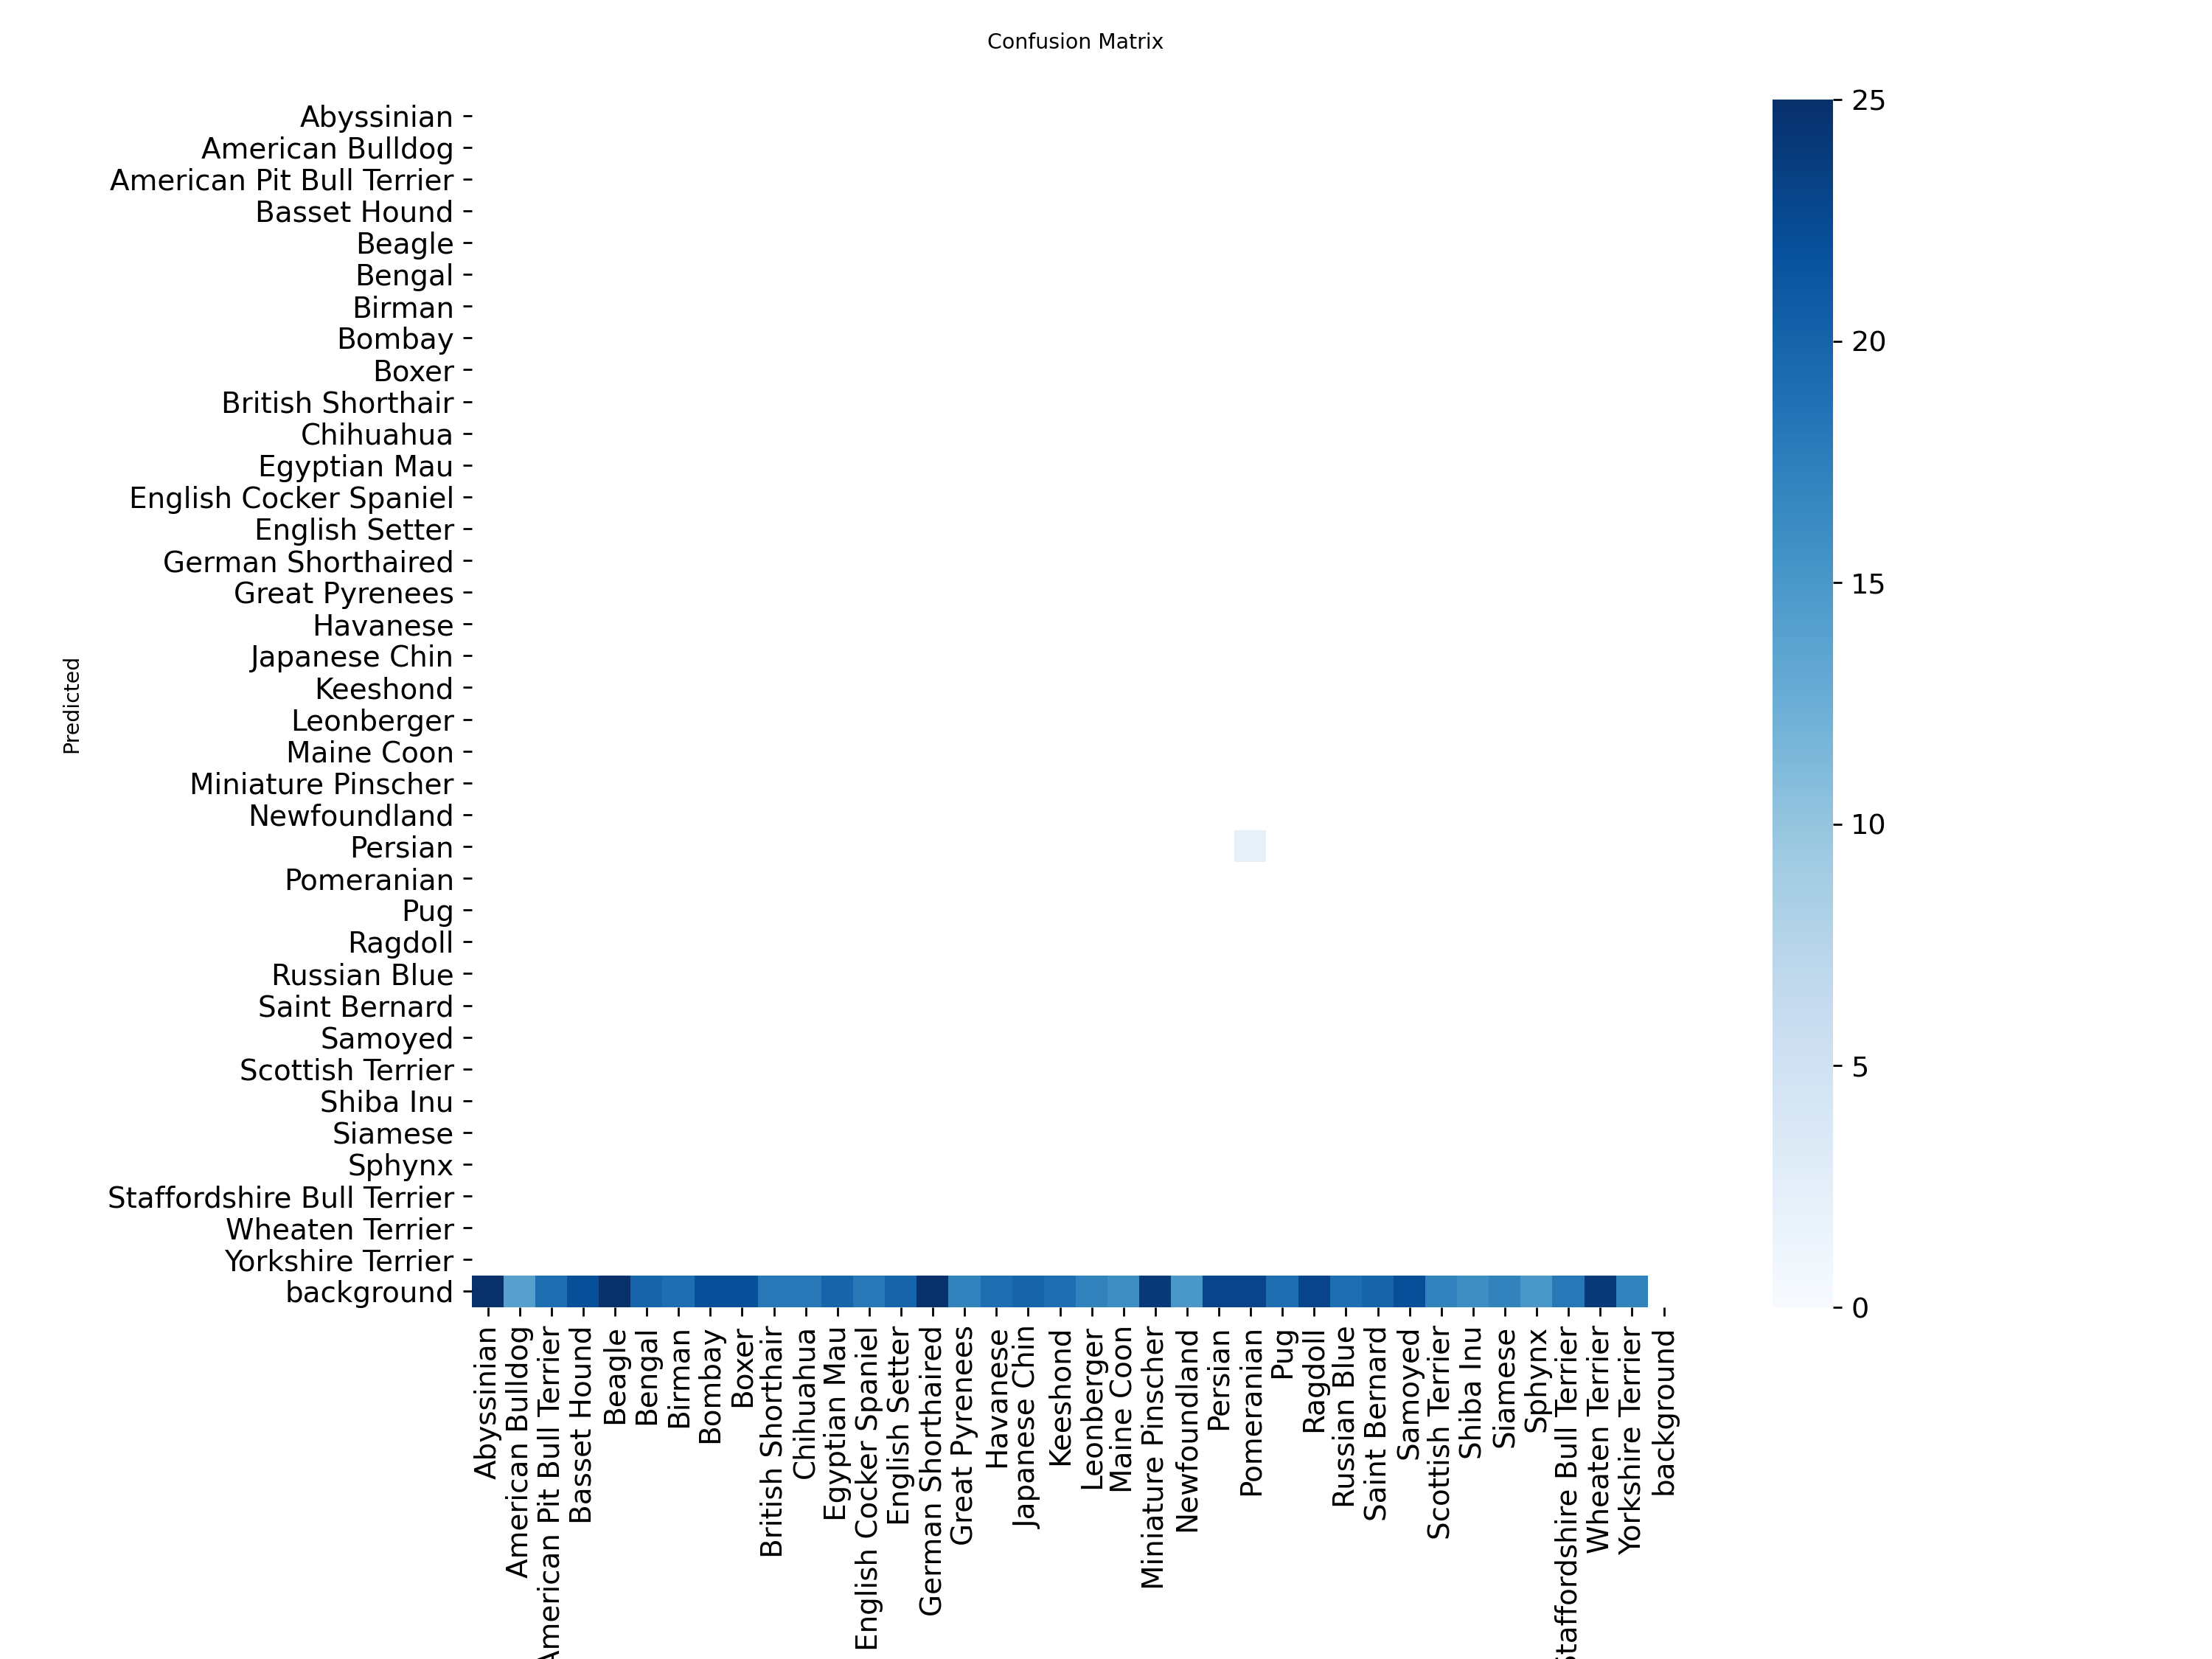 Confusion Matrix
Predicted
Abyssinian
American Bulldog
American Pit Bull Terrier
Basset Hound
Beagle
Bengal
Birman
Bombay
Boxer
British Shorthair
Chihuahua
Egyptian Mau
English Cocker Spaniel
English Setter
German Shorthaired
Great Pyrenees
Havanese
Japanese Chin
Keeshond
Leonberger
Maine Coon
Miniature Pinscher
Newfoundland
Persian
Pomeranian
Pug
Ragdoll
Russian Blue
Saint Bernard
Samoyed
Scottish Terrier
Shiba Inu
Siamese
Sphynx
Staffordshire Bull Terrier
Wheaten Terrier
Yorkshire Terrier
background
Abyssinian
American Bulldog
American Pit Bull Terrier
Basset Hound
Beagle
Bengal
Birman
Bombay
Boxer
British Shorthair
Chihuahua
Egyptian Mau
English Cocker Spaniel
English Setter
German Shorthaired
Great Pyrenees
Havanese
Japanese Chin
Keeshond
Leonberger
Maine Coon
Miniature Pinscher
Newfoundland
Persian
Pomeranian
Pug
Ragdoll
Russian Blue
Saint Bernard
Samoyed
Scottish Terrier
Shiba Inu
Siamese
Sphynx
Staffordshire Bull Terrier
Wheaten Terrier
Yorkshire Terrier
background
25
20
15
10
5
0